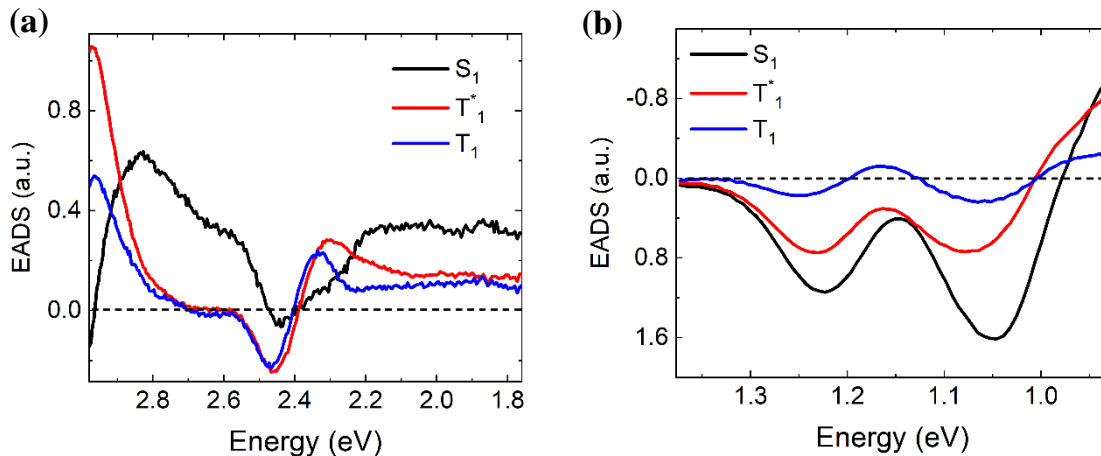 (a)
EADS (a.u.)
0.8
0.4
0.0
S₁
T*₁
T₁
2.8 2.6 2.4 2.2 2.0 1.8
Energy (eV)
(b)
EADS (a.u.)
-0.8
0.0
0.8
1.6
S₁
T*₁
T₁
1.3 1.2 1.1 1.0
Energy (eV)